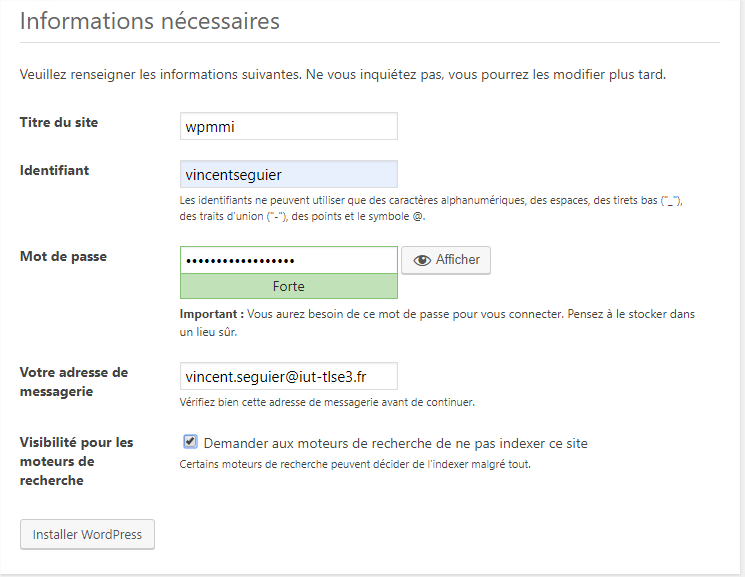 Informations nécessaires
Veuillez renseigner les informations suivantes. Ne vous inquiétez pas, vous pourrez les modifier plus tard.
Titre du site
wpmmi
Identifiant
vincentseguier
Les identifiants ne peuvent utiliser que des caractères alphanumériques, des espaces, des tirets bas ("_"),
des traits d'union ("-"), des points et le symbole @.
Mot de passe
••••••••••••••••••
Afficher
Forte
Important : Vous aurez besoin de ce mot de passe pour vous connecter. Pensez à le stocker dans
un lieu sûr.
Votre adresse de
messagerie
vincent.seguier@iut-tlse3.fr
Vérifiez bien cette adresse de messagerie avant de continuer.
Visibilité pour les
moteurs de
recherche
Demander aux moteurs de recherche de ne pas indexer ce site
Certains moteurs de recherche peuvent décider de l'indexer malgré tout.
Installer WordPress